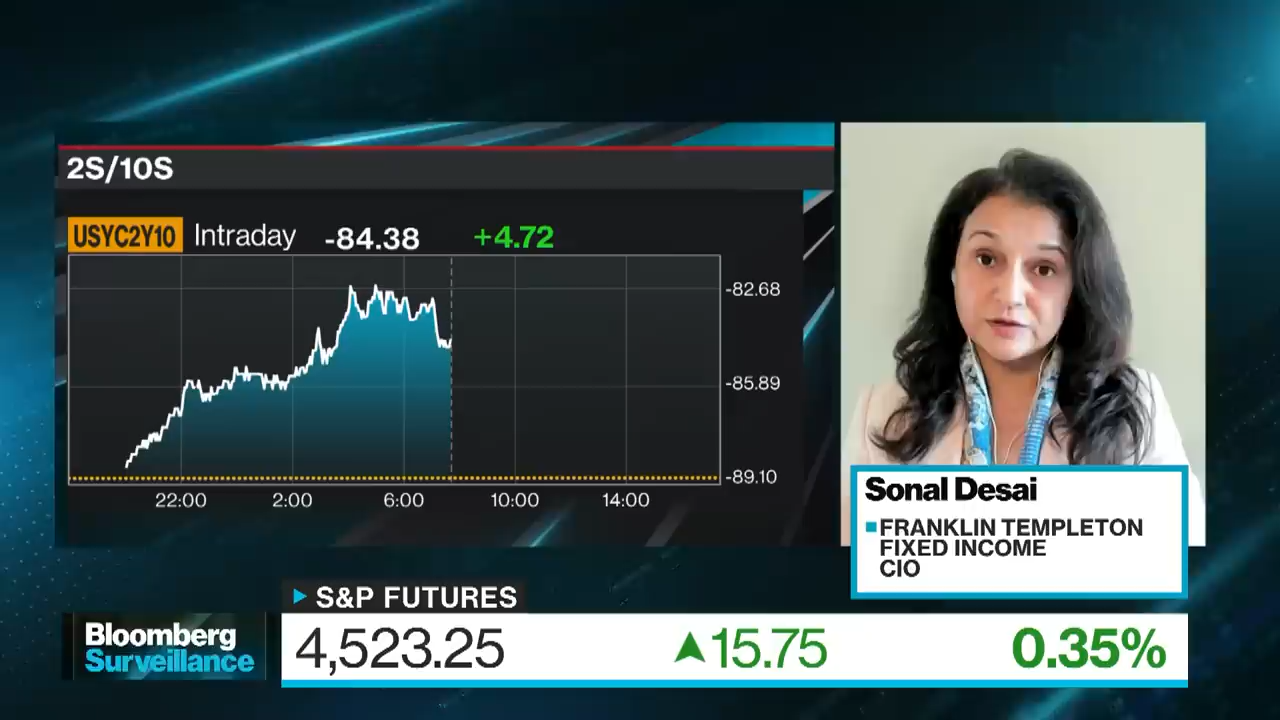 2S/10S
USYC2Y10 Intraday -84.38 +4.72
-82.68
-85.89
-89.10
22:00 2:00 6:00 10:00 14:00
Sonal Desai
FRANKLIN TEMPLETON
FIXED INCOME
CIO
S&P FUTURES
Bloomberg
Surveillance
4,523.25 15.75 0.35%